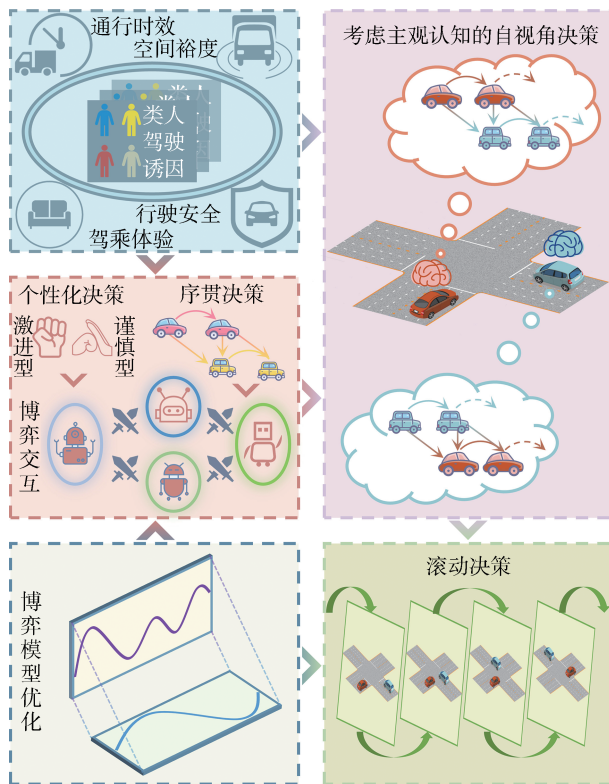 通行时效
空间裕度
类人
驾驶
诱因
行驶安全
驾乘体验
考虑主观认知的自视角决策
个性化决策
序贯决策
激进型
谨慎型
博弈交互
博弈模型优化
滚动决策